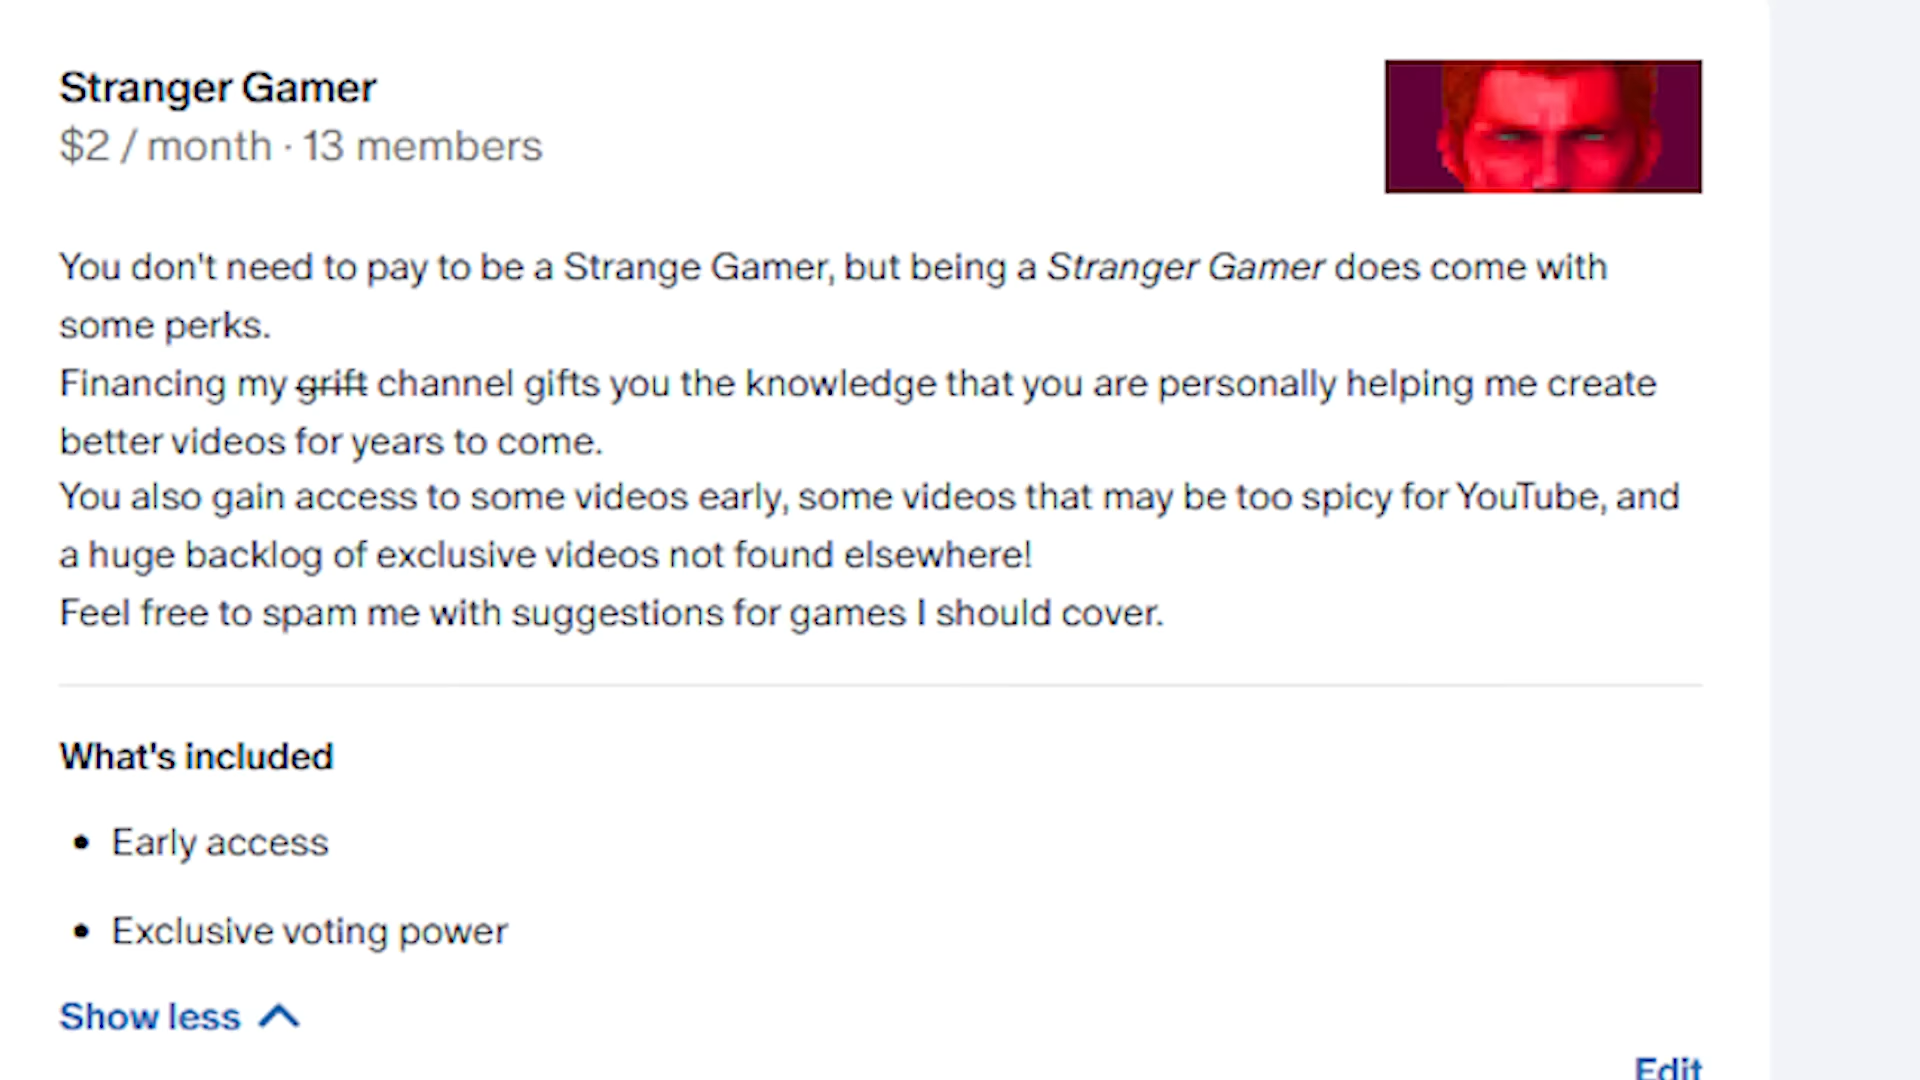 Stranger Gamer
$2 / month · 13 members
You don't need to pay to be a Strange Gamer, but being a Stranger Gamer does come with
some perks.
Financing my grift channel gifts you the knowledge that you are personally helping me create
better videos for years to come.
You also gain access to some videos early, some videos that may be too spicy for YouTube, and
a huge backlog of exclusive videos not found elsewhere!
Feel free to spam me with suggestions for games I should cover.
What's included
• Early access
• Exclusive voting power
Show less
Edit